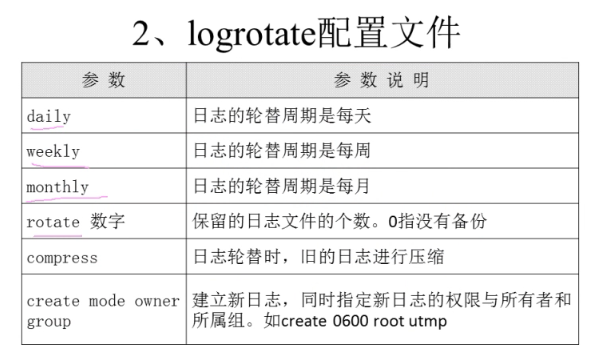 2、logrotate配置文件
参 数 参 数 说 明
daily 日志的轮替周期是每天
weekly 日志的轮替周期是每周
monthly 日志的轮替周期是每月
rotate 数字 保留的日志文件的个数。0指没有备份
compress 日志轮替时，旧的日志进行压缩
create mode owner 建立新日志，同时指定新日志的权限与所有者和
group 所属组。如create 0600 root utmp